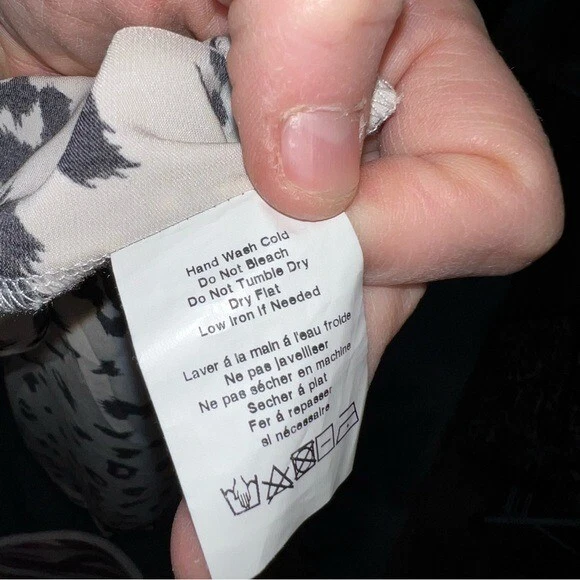 Hand Wash Cold
Do Not Bleach
Do Not Tumble Dry
Dry Flat
Low Iron If Needed
Laver á la main á l'eau froide
Ne pas javelliser
Ne pas sécher en machine
Secher á plat
Fer á repasser
si nécessaire